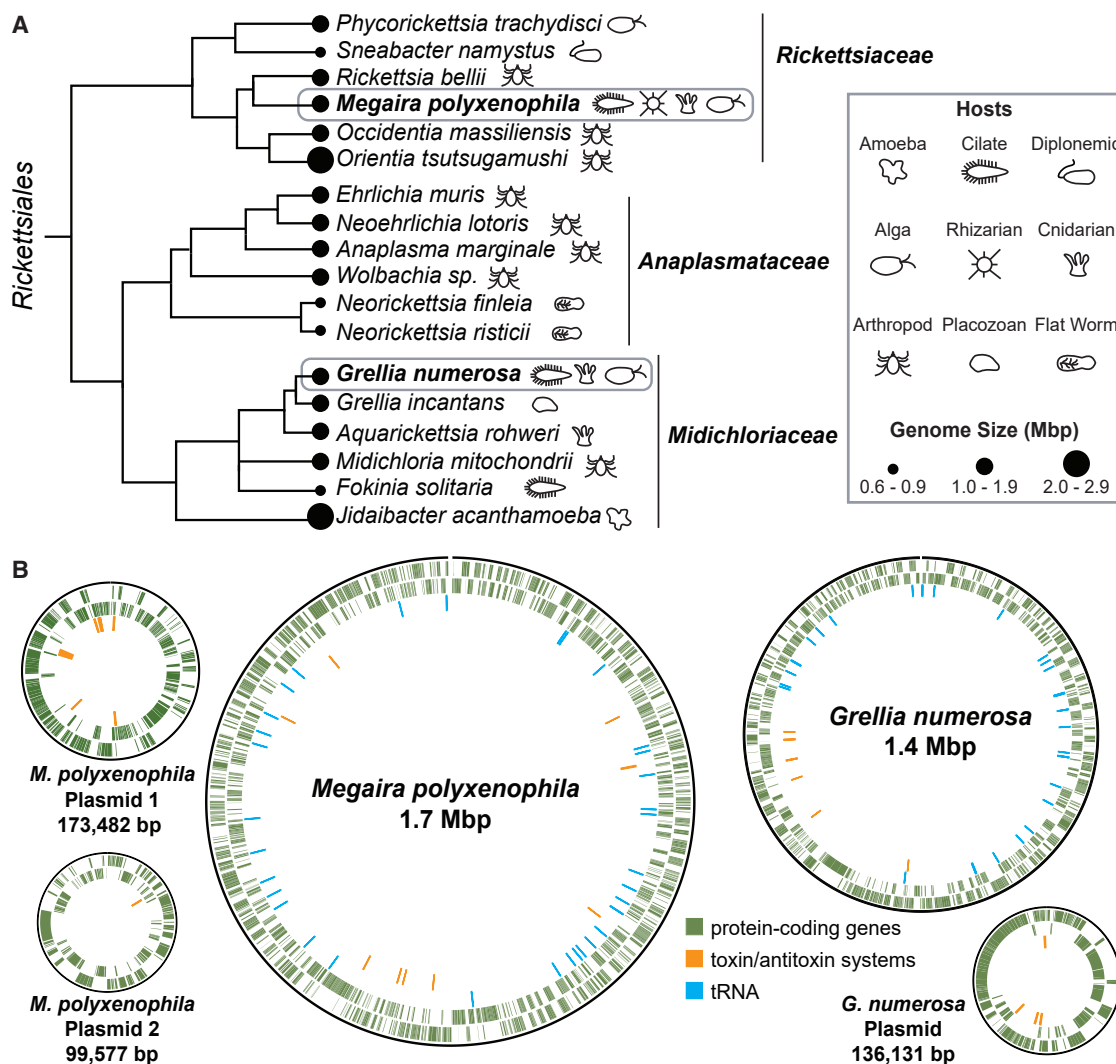 A
Rickettsiales
Phycorickettsia trachydisci
Sneabacter namystus
Rickettsia bellii
Megaira polyxenophila
Occidentia massiliensis
Orientia tsutsugamushi
Rickettsiaceae
Ehrlichia muris
Neoehrlichia lotoris
Anaplasma marginale
Wolbachia sp.
Neorickettsia finleia
Neorickettsia risticii
Anaplasmataceae
Grellia numerosa
Grellia incantans
Aquarickettsia rohweri
Midichloria mitochondrii
Fokinia solitaria
Jidaibacter acanthamoeba
Midichloriaceae
Hosts
Amoeba Cilate Diplonemid
Alga Rhizarian Cnidarian
Arthropod Placozoan Flat Worm
Genome Size (Mbp)
0.6 - 0.9 1.0 - 1.9 2.0 - 2.9
B
M. polyxenophila
Plasmid 1
173,482 bp
M. polyxenophila
Plasmid 2
99,577 bp
Megaira polyxenophila
1.7 Mbp
Grellia numerosa
1.4 Mbp
protein-coding genes
toxin/antitoxin systems
tRNA
G. numerosa
Plasmid
136,131 bp